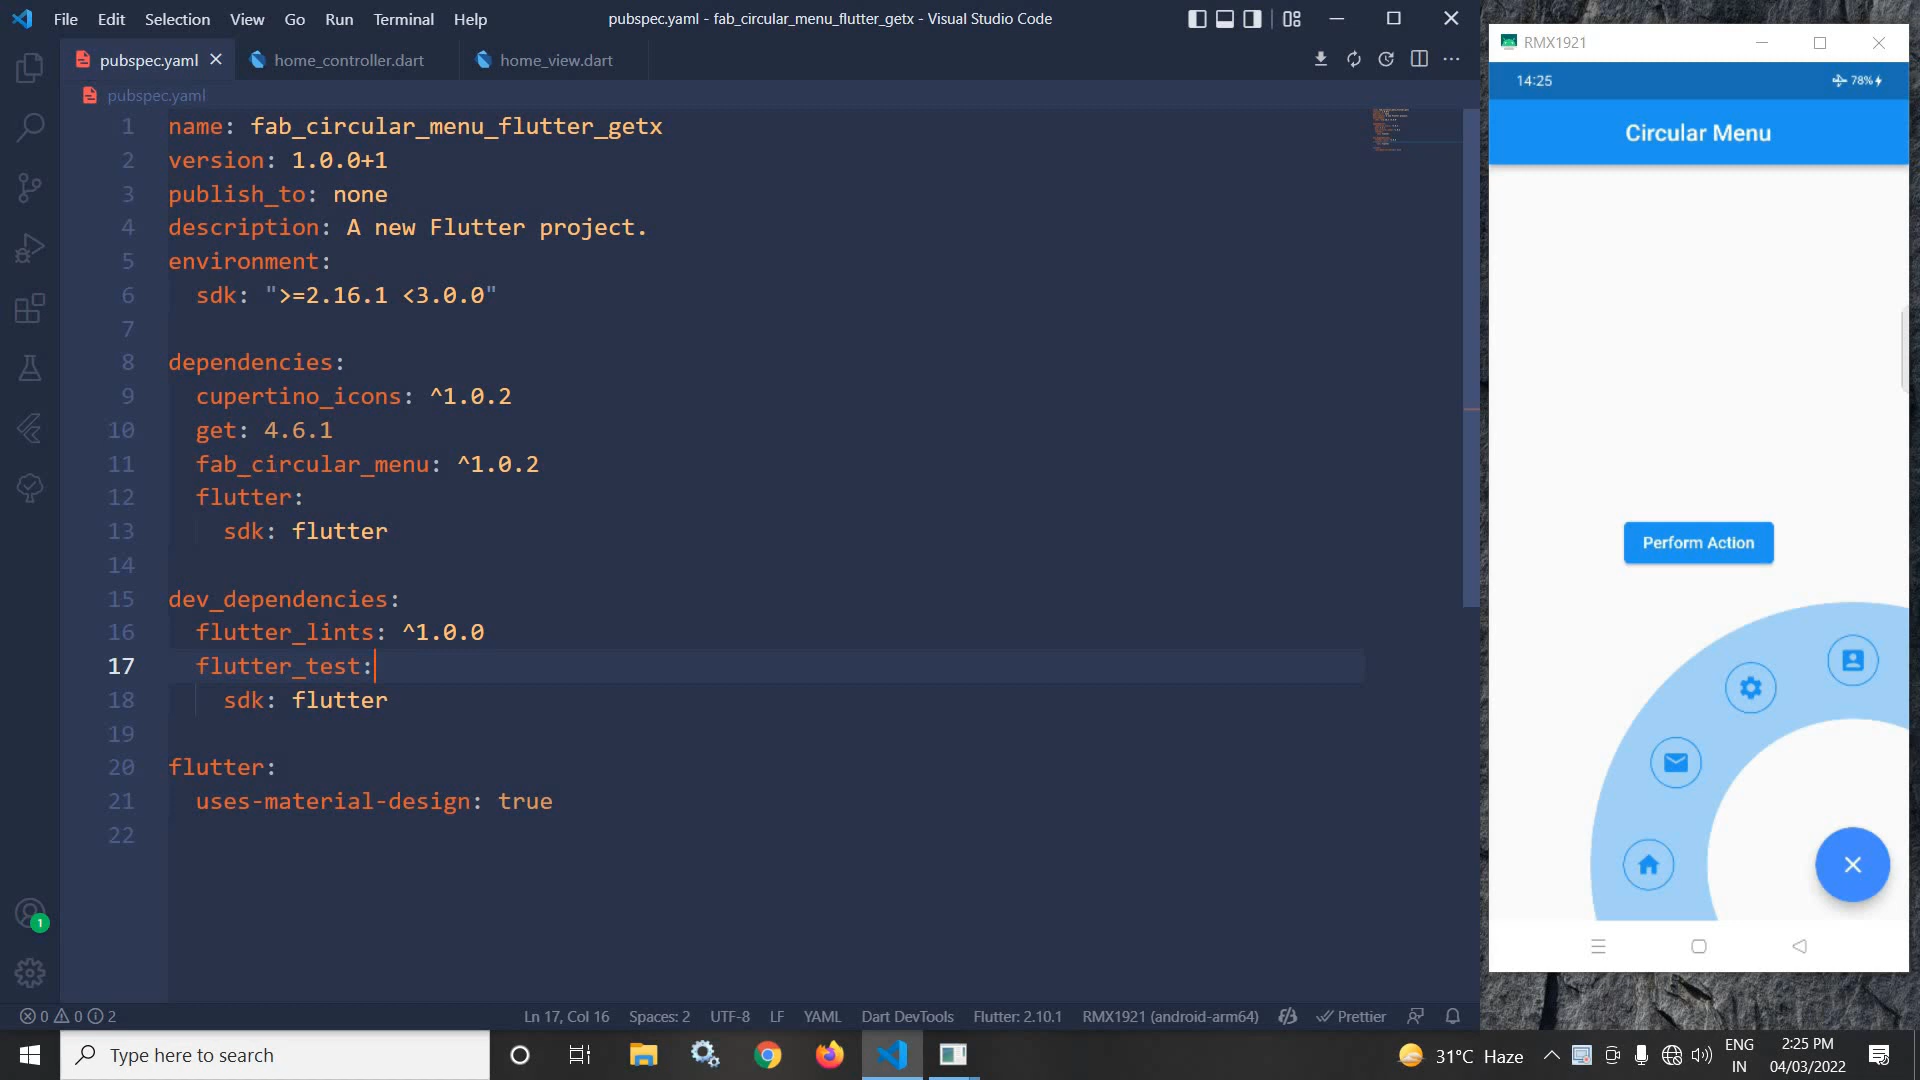 File Edit Selection View Go Run Terminal Help
pubspec.yaml - fab_circular_menu_flutter_getx - Visual Studio Code
pubspec.yaml home_controller.dart home_view.dart
pubspec.yaml
1 name: fab_circular_menu_flutter_getx
2 version: 1.0.0+1
3 publish_to: none
4 description: A new Flutter project.
5 environment:
6 sdk: ">=2.16.1 <3.0.0"
7
8 dependencies:
9 cupertino_icons: ^1.0.2
10 get: 4.6.1
11 fab_circular_menu: ^1.0.2
12 flutter:
13 sdk: flutter
14
15 dev_dependencies:
16 flutter_lints: ^1.0.0
17 flutter_test:
18 sdk: flutter
19
20 flutter:
21 uses-material-design: true
22
1
0 0 2
Ln 17, Col 16 Spaces: 2 UTF-8 LF YAML Dart DevTools Flutter: 2.10.1 RMX1921 (android-arm64) Prettier
RMX1921
14:25 78%
Circular Menu
Perform Action
Type here to search
31°C Haze
ENG
IN
2:25 PM
04/03/2022